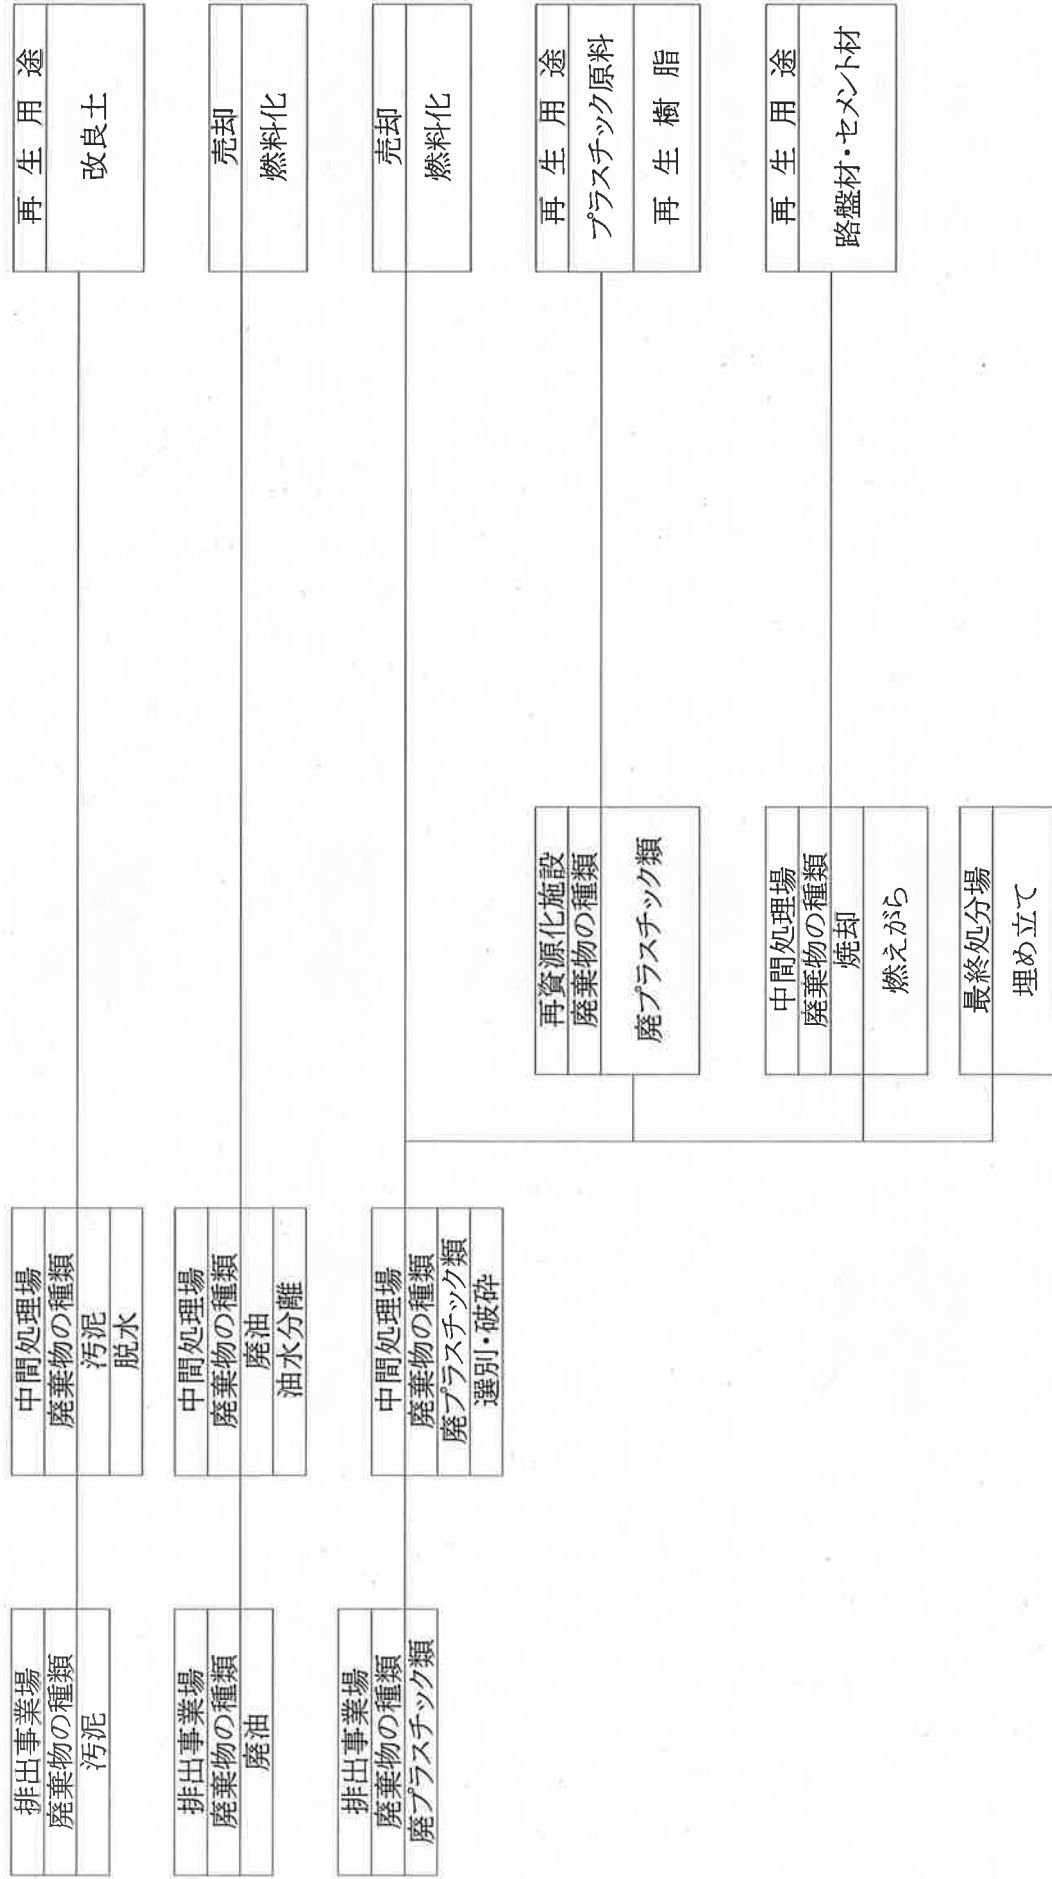 排出事業場
廃棄物の種類
汚泥
中間処理場
廃棄物の種類
汚泥
脱水
再生用途
改良土
排出事業場
廃棄物の種類
廃油
中間処理場
廃棄物の種類
廃油
油水分離
売却
燃料化
排出事業場
廃棄物の種類
廃プラスチック類
中間処理場
廃棄物の種類
廃プラスチック類
選別・破砕
売却
燃料化
再資源化施設
廃棄物の種類
廃プラスチック類
再生用途
プラスチック原料
再生樹脂
中間処理場
廃棄物の種類
焼却
燃えがら
再生用途
路盤材・セメント材
最終処分場
埋め立て